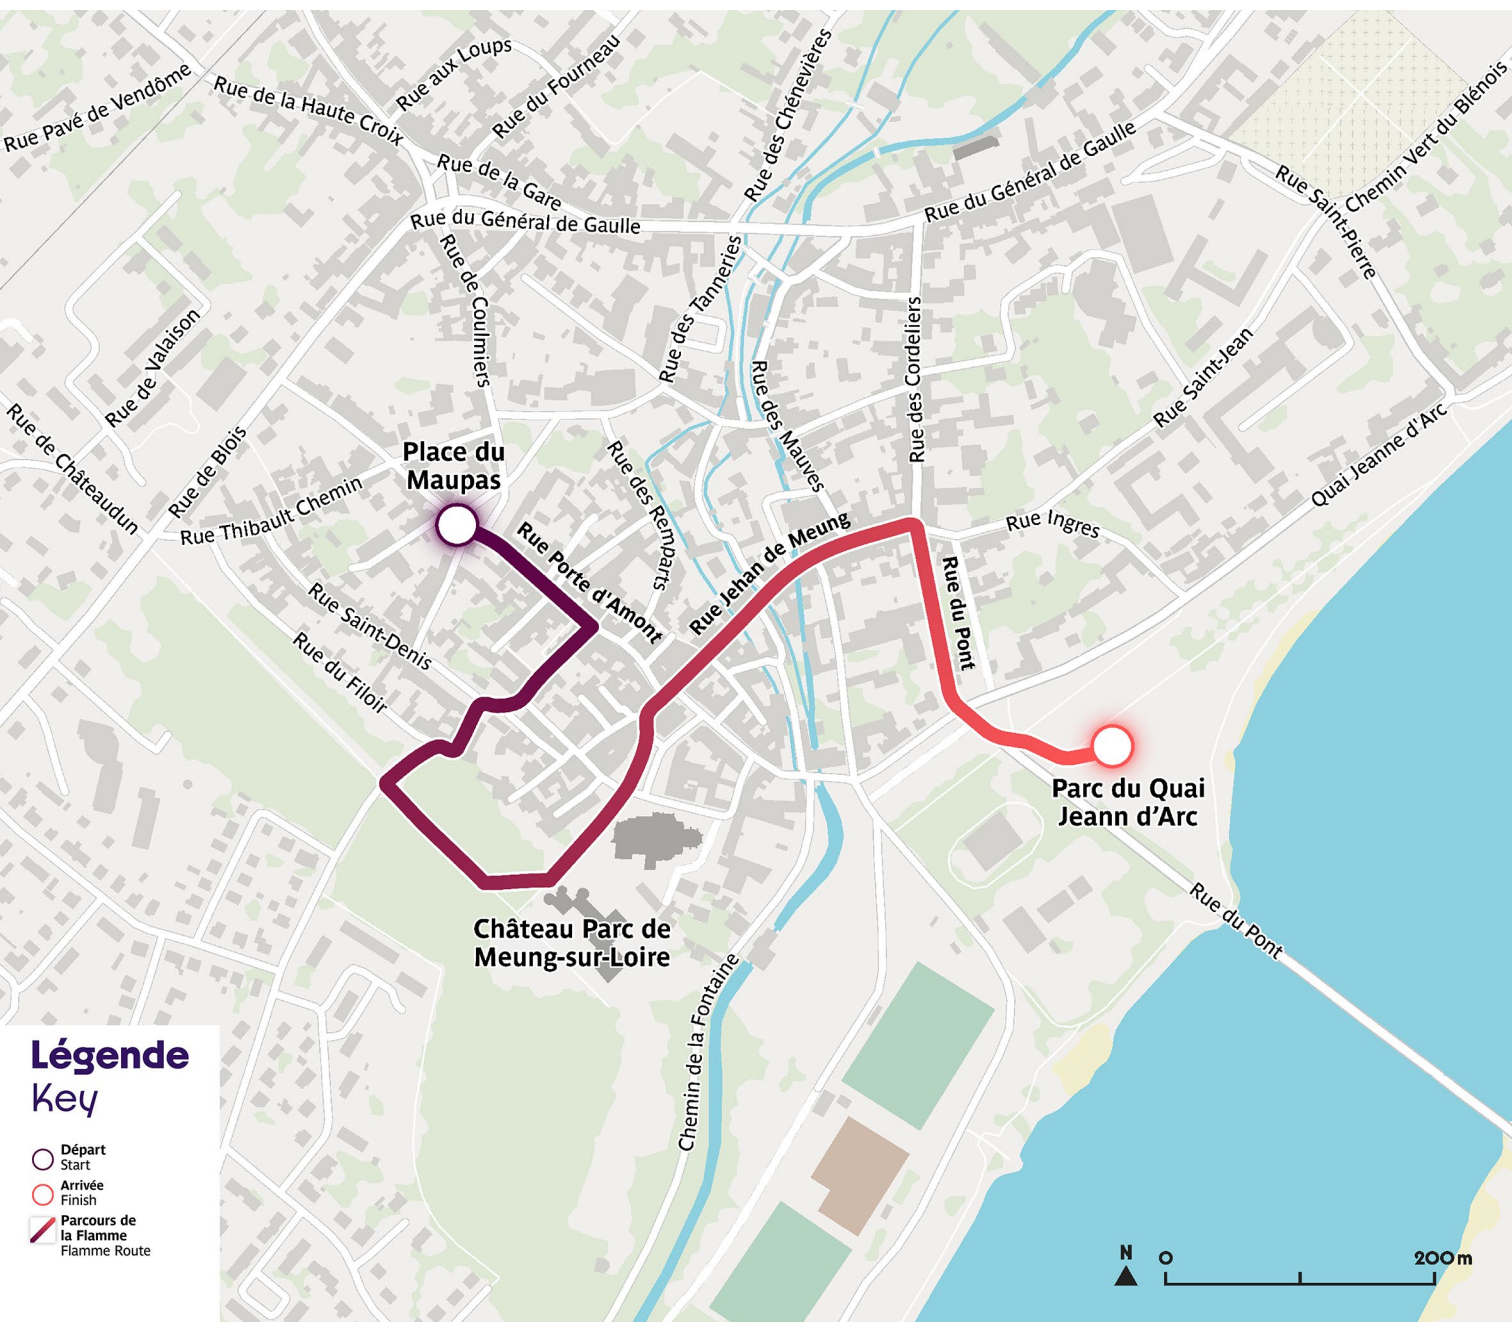 Rue aux Loups
Rue du Fourneau
Rue des Chénevières
Rue Pavé de Vendôme
Rue de la Haute Croix
Rue de la Gare
Rue du Général de Gaulle
Rue du Général de Gaulle
Chemin Vert du Blénois
Rue Saint-Pierre
Rue de Coulmiers
Rue des Tanneries
Rue de Valaison
Rue des Cordeliers
Rue des Mauves
Rue Saint-Jean
Quai Jeanne d'Arc
Rue de Châteaudun
Rue de Blois
Rue Thibault Chemin
Place du
Maupas
Rue des Remparts
Rue Porte d'Amont
Rue Jehan de Meung
Rue Ingres
Rue du Pont
Rue Saint-Denis
Rue du Filoir
Parc du Quai
Jeann d’Arc
Rue du Pont
Château Parc de
Meung-sur-Loire
Chemin de la Fontaine
Légende
Key
Départ
Start
Arrivée
Finish
Parcours de
la Flamme
Flamme Route
N
0
200 m